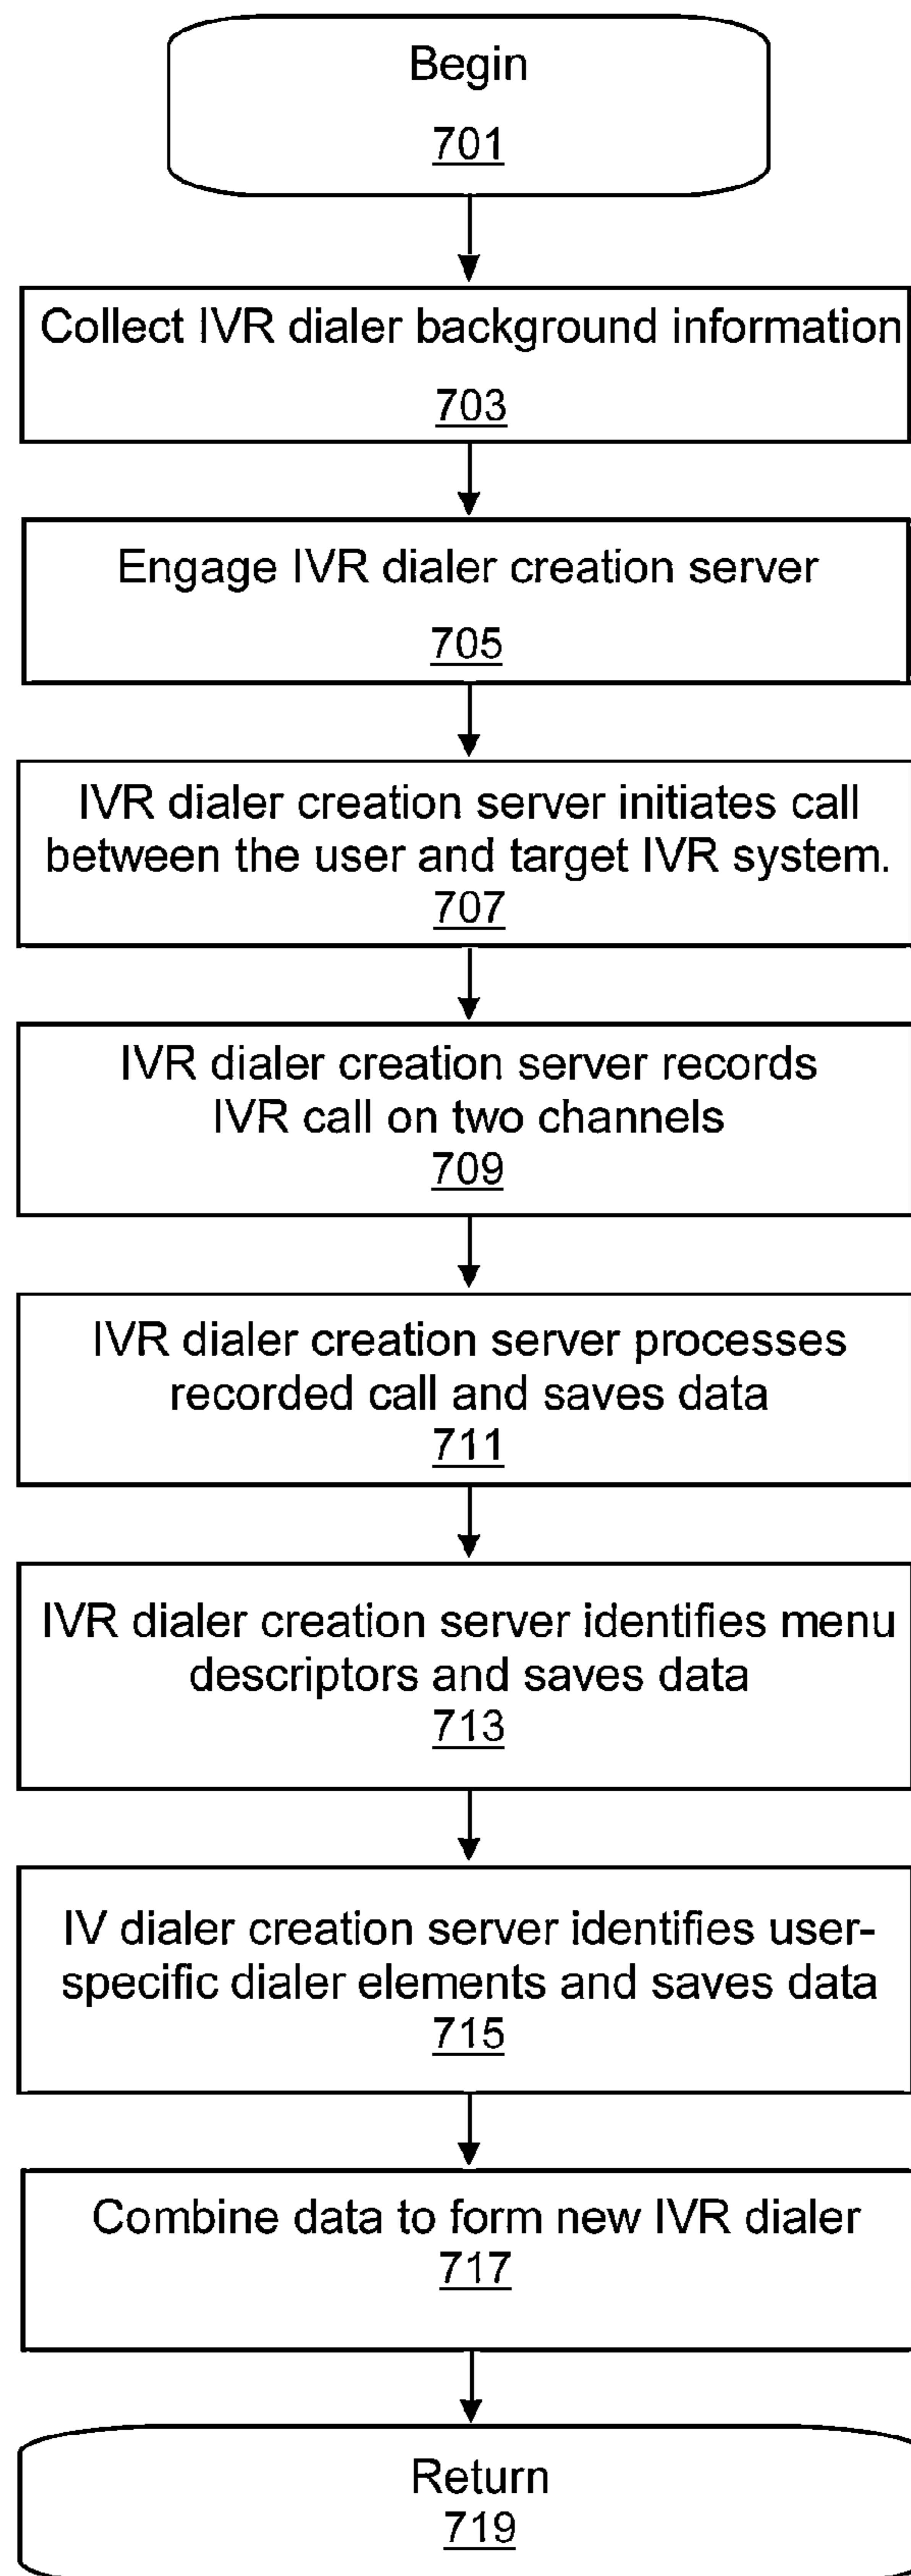 Begin
701
Collect IVR dialer background information
703
Engage IVR dialer creation server
705
IVR dialer creation server initiates call
between the user and target IVR system.
707
IVR dialer creation server records
IVR call on two channels
709
IVR dialer creation server processes
recorded call and saves data
711
IVR dialer creation server identifies menu
descriptors and saves data
713
IV dialer creation server identifies user-
specific dialer elements and saves data
715
Combine data to form new IVR dialer
717
Return
719